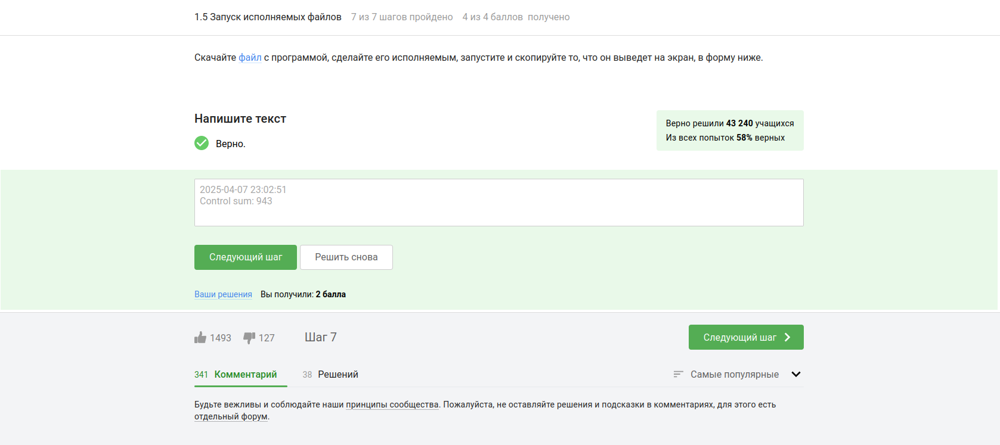 1.5 Запуск исполняемых файлов 7 из 7 шагов пройдено 4 из 4 баллов получено
Скачайте файл с программой, сделайте его исполняемым, запустите и скопируйте то, что он выведет на экран, в форму ниже.
Напишите текст
Верно.
Верно решили 43 240 учащихся
Из всех попыток 58% верных
2025-04-07 23:02:51
Control sum: 943
Следующий шаг Решить снова
Ваши решения Вы получили: 2 балла
1493 127 Шаг 7 Следующий шаг
341 Комментарий 38 Решений Самые популярные
Будьте вежливы и соблюдайте наши принципы сообщества. Пожалуйста, не оставляйте решения и подсказки в комментариях, для этого есть
отдельный форум.